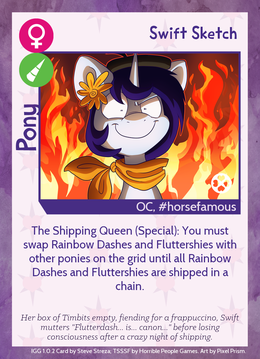 Swift Sketch
Pony
OC, #horsefamous
The Shipping Queen (Special): You must
swap Rainbow Dashes and Fluttershies with
other ponies on the grid until all Rainbow
Dashes and Fluttershies are shipped in a
chain.
Her box of Timbits empty, fiending for a frappuccino, Swift
mutters "Flutterdash... is... canon..." before losing
consciousness after a crazy night of shipping.
IGG 1.0.3 Card by Steve Streza, TSSSF by Horrible People Games. Art by Pixel Prism.